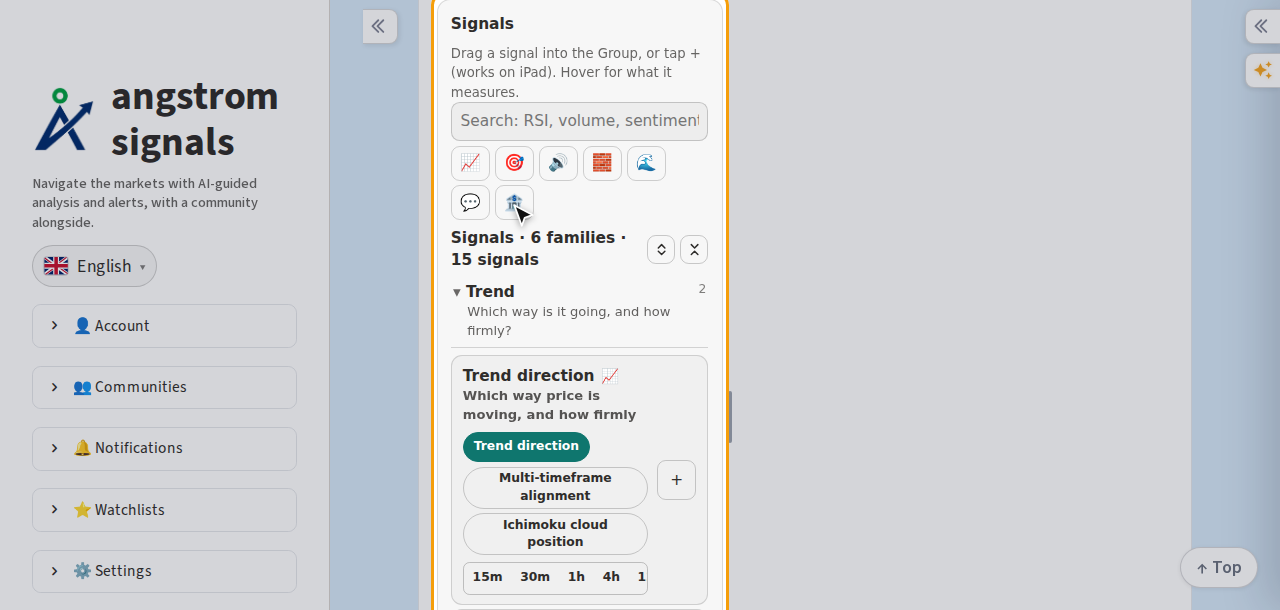 angstrom
signals
Navigate the markets with AI-guided
analysis and alerts, with a community
alongside.
English
Account
Communities
Notifications
Watchlists
Settings
Signals
Drag a signal into the Group, or tap +
(works on iPad). Hover for what it
measures.
Search: RSI, volume, sentiment
Signals · 6 families ·
15 signals
Trend 2
Which way is it going, and how
firmly?
Trend direction
Which way price is
moving, and how firmly
Trend direction
Multi-timeframe
alignment
+
Ichimoku cloud
position
15m 30m 1h 4h 1
↑ Top